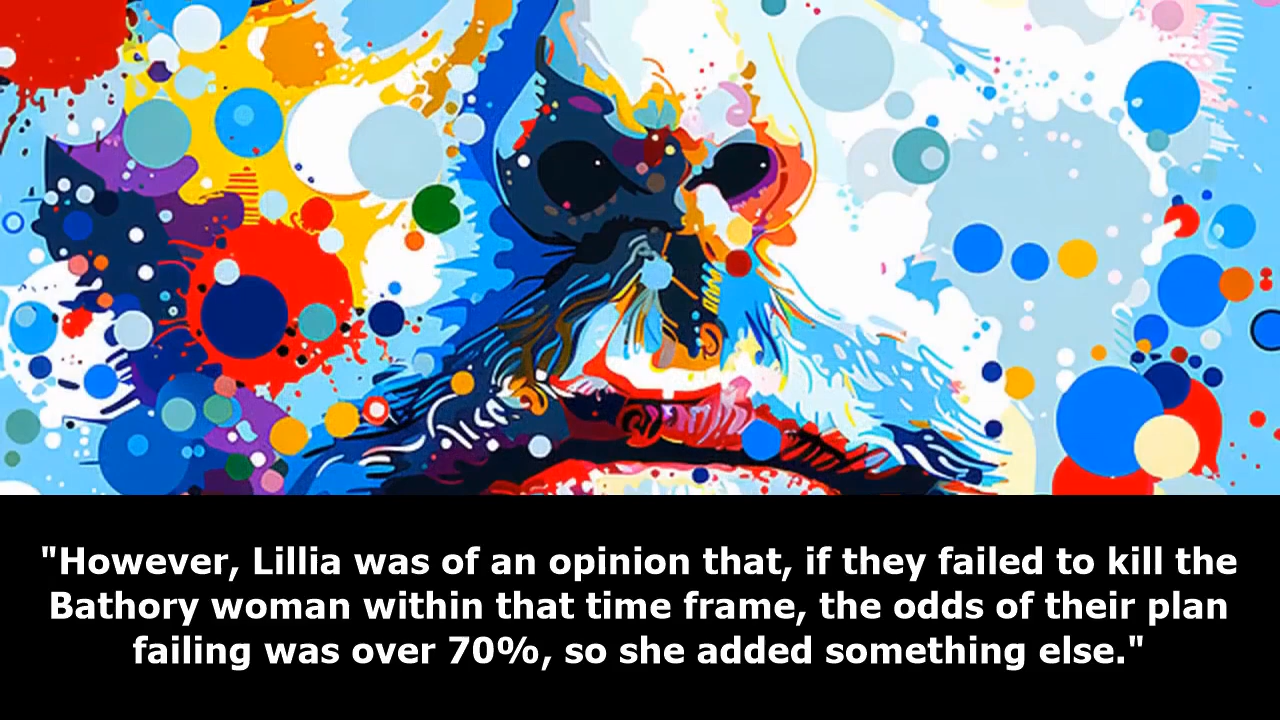 "However, Lillia was of an opinion that, if they failed to kill the
Bathory woman within that time frame, the odds of their plan
failing was over 70%, so she added something else."